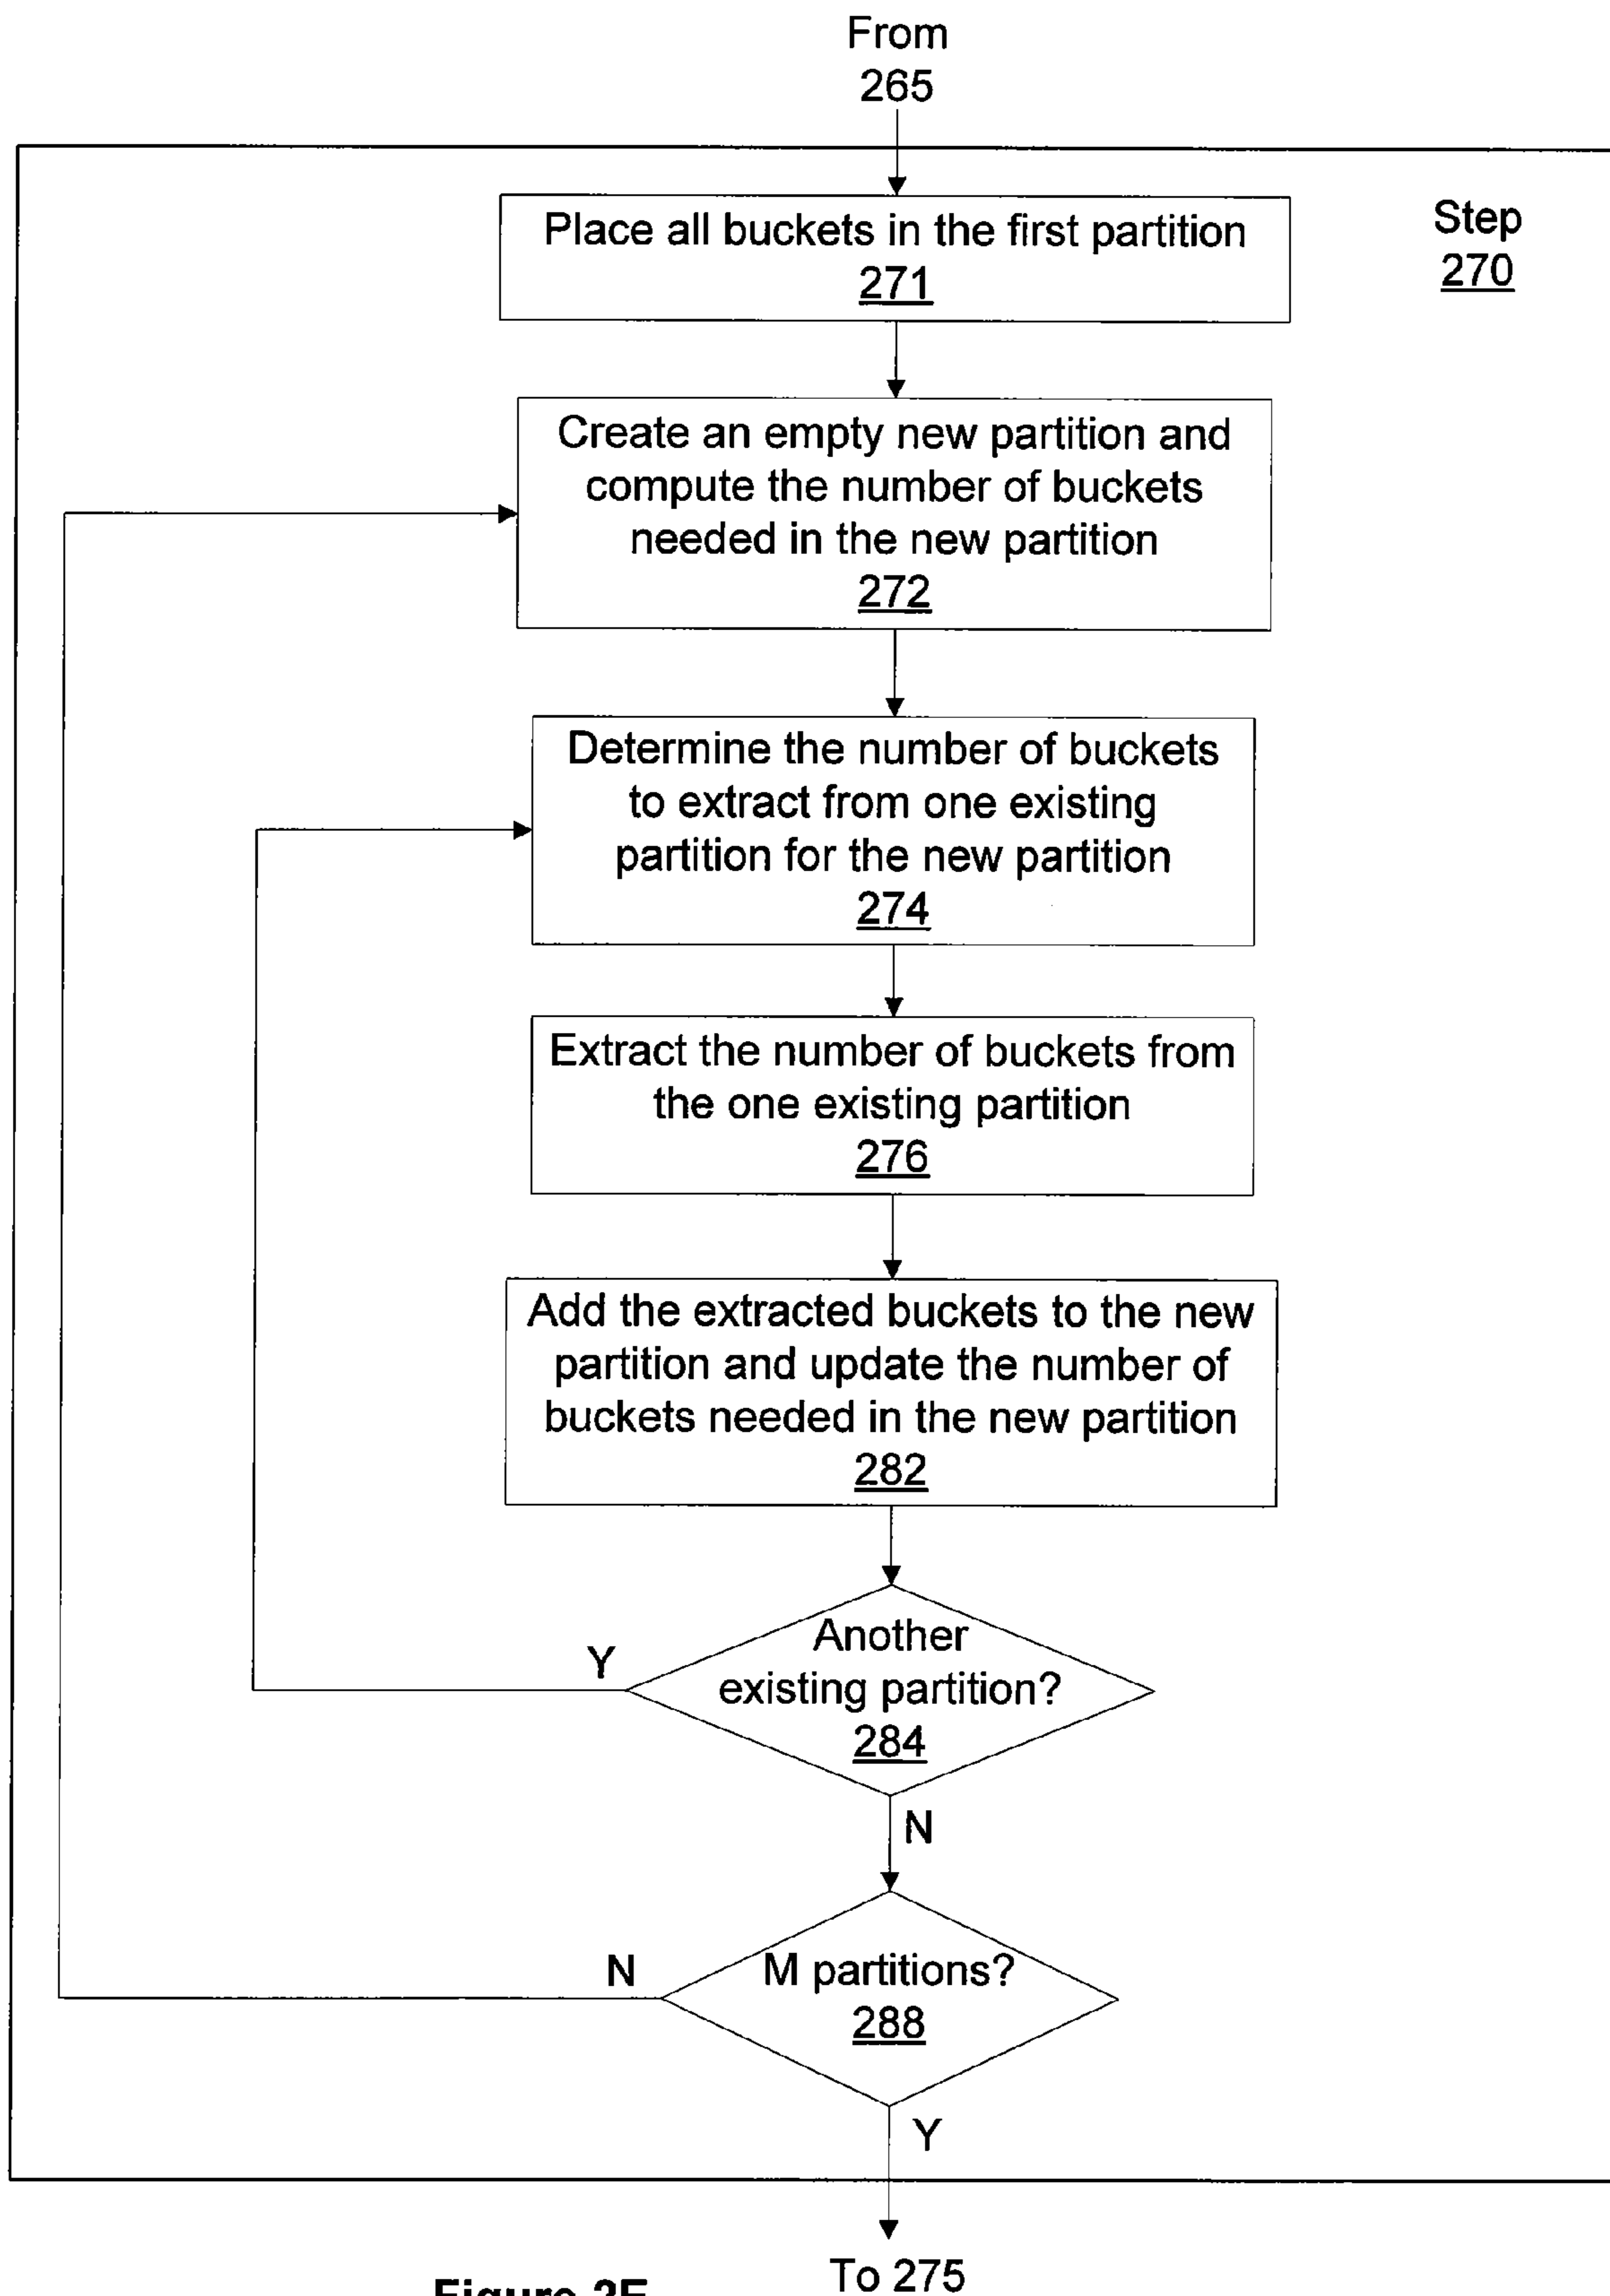 From
265
Step
270
Place all buckets in the first partition
271
Create an empty new partition and
compute the number of buckets
needed in the new partition
272
Determine the number of buckets
to extract from one existing
partition for the new partition
274
Extract the number of buckets from
the one existing partition
276
Add the extracted buckets to the new
partition and update the number of
buckets needed in the new partition
282
Another
existing partition?
284
Y
N
M partitions?
288
N
Y
To 275
Figure